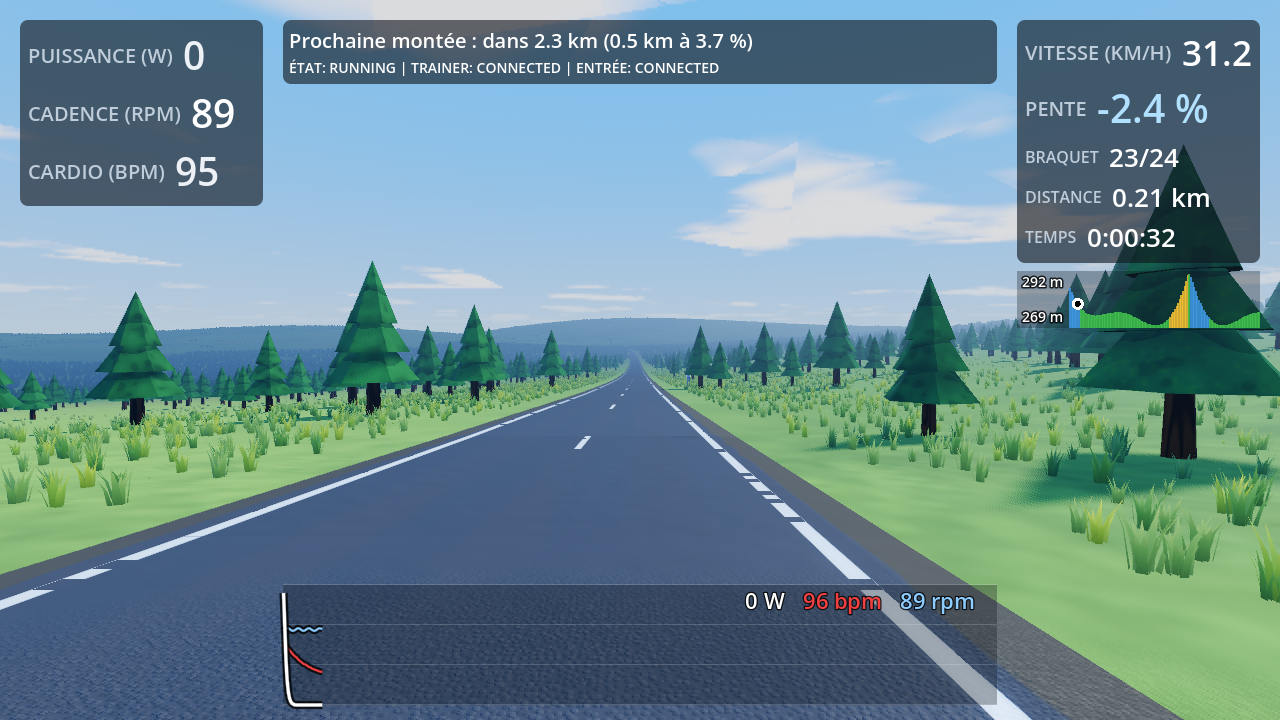 PUISSANCE (W) 0
CADENCE (RPM) 89
CARDIO (BPM) 95
Prochaine montée : dans 2.3 km (0.5 km à 3.7 %)
ÉTAT: RUNNING | TRAINER: CONNECTED | ENTRÉE: CONNECTED
VITESSE (KM/H) 31.2
PENTE -2.4 %
BRAQUET 23/24
DISTANCE 0.21 km
TEMPS 0:00:32
292 m
269 m
0 W 96 bpm 89 rpm